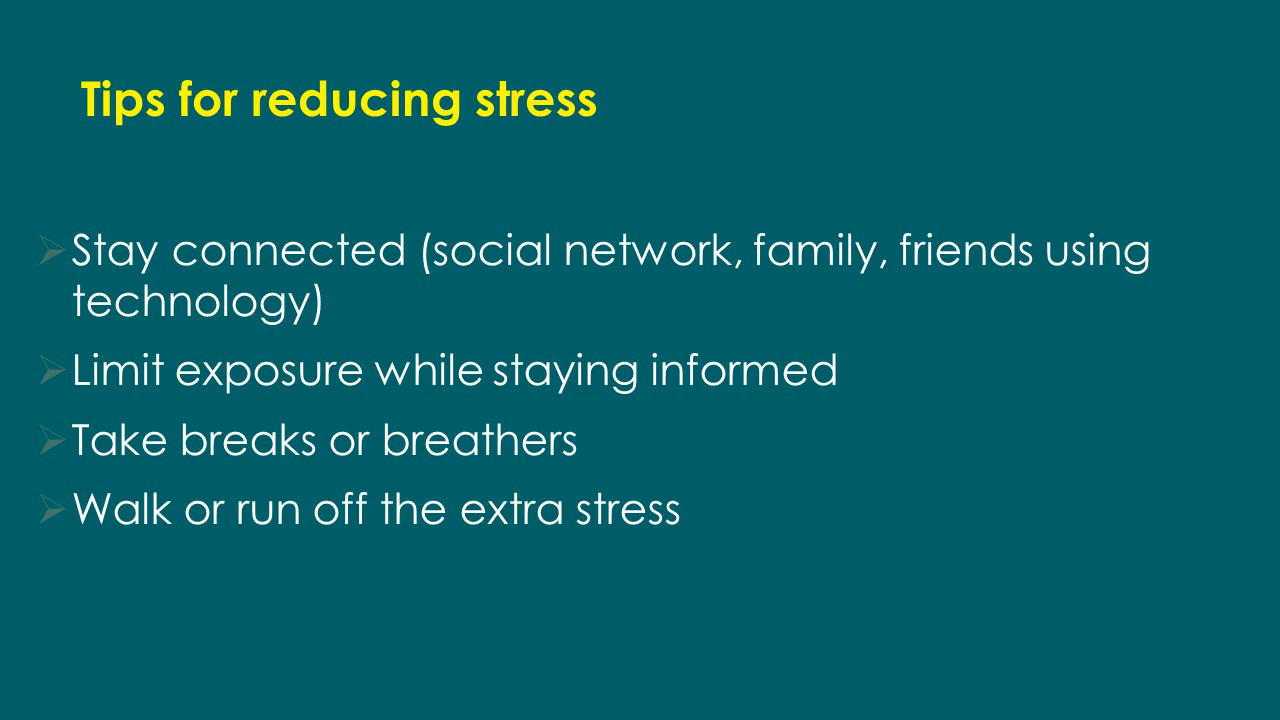 Tips for reducing stress
Stay connected (social network, family, friends using
technology)
Limit exposure while staying informed
Take breaks or breathers
Walk or run off the extra stress